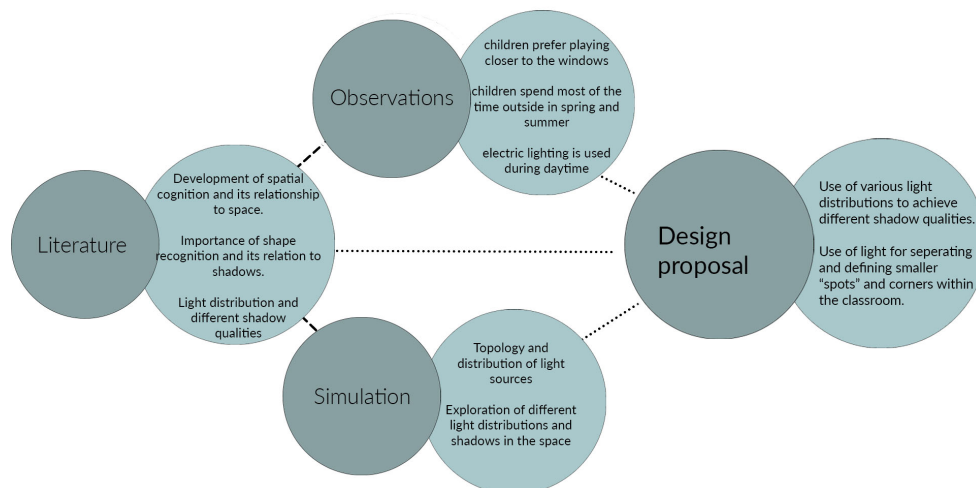 Observations
children prefer playing
closer to the windows
children spend most of the
time outside in spring and
summer
electric lighting is used
during daytime
Literature
Development of spatial
cognition and its relationship
to space.
Importance of shape
recognition and its relation to
shadows.
Light distribution and
different shadow
qualities
Simulation
Topology and
distribution of light
sources
Exploration of different
light distributions and
shadows in the space
Design
proposal
Use of various light
distributions to achieve
different shadow qualities.
Use of light for seperating
and defining smaller
“spots” and corners within
the classroom.